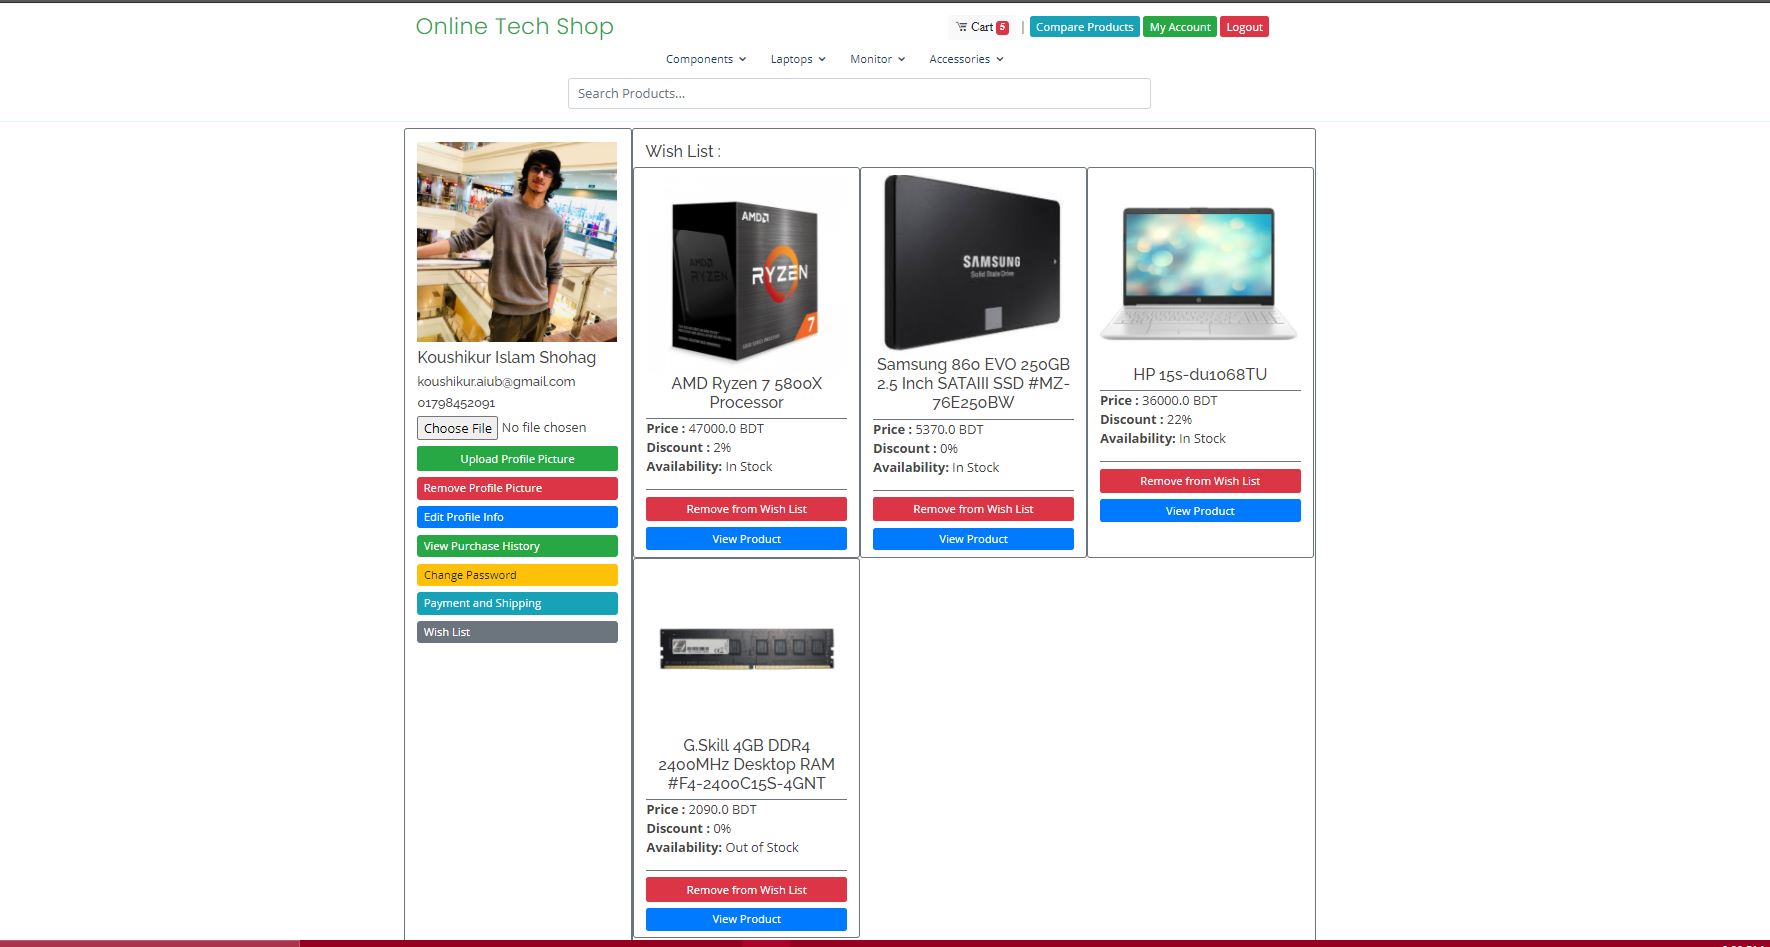 Online Tech Shop
Cart 5 | Compare Products My Account Logout
Components Laptops Monitor Accessories
Search Products...
Koushikur Islam Shohag
koushikur.aiub@gmail.com
01798452091
Choose File No file chosen
Upload Profile Picture
Remove Profile Picture
Edit Profile Info
View Purchase History
Change Password
Payment and Shipping
Wish List
Wish List :
AMD
AMD
RYZEN
RYZEN
7
AMD Ryzen 7 5800X
Processor
Price : 47000.0 BDT
Discount : 2%
Availability: In Stock
Remove from Wish List
View Product
SAMSUNG
Solid State Drive
Samsung 860 EVO 250GB
2.5 Inch SATAIII SSD #MZ-
76E250BW
Price : 5370.0 BDT
Discount : 0%
Availability: In Stock
Remove from Wish List
View Product
HP 15s-du1068TU
Price : 36000.0 BDT
Discount : 22%
Availability: In Stock
Remove from Wish List
View Product
G.Skill 4GB DDR4
2400MHz Desktop RAM
#F4-2400C15S-4GNT
Price : 2090.0 BDT
Discount : 0%
Availability: Out of Stock
Remove from Wish List
View Product